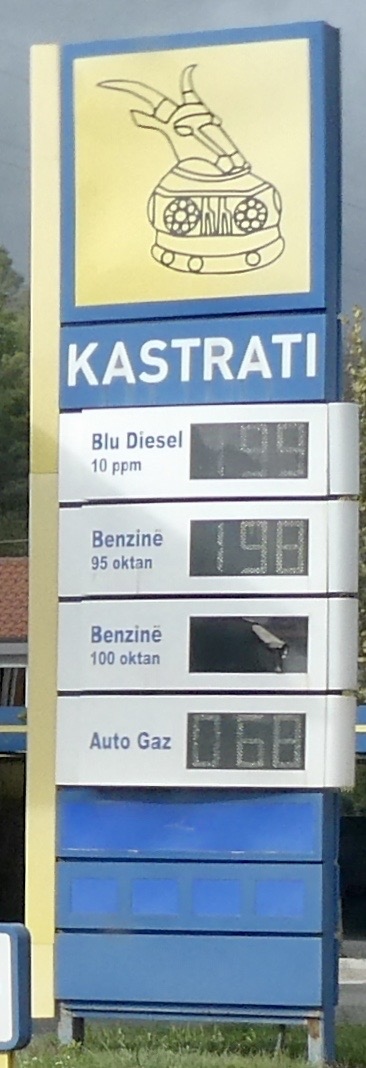 KASTRATI
Blu Diesel
10 ppm
199
Benzinë
95 oktan
198
Benzinë
100 oktan
Auto Gaz
068